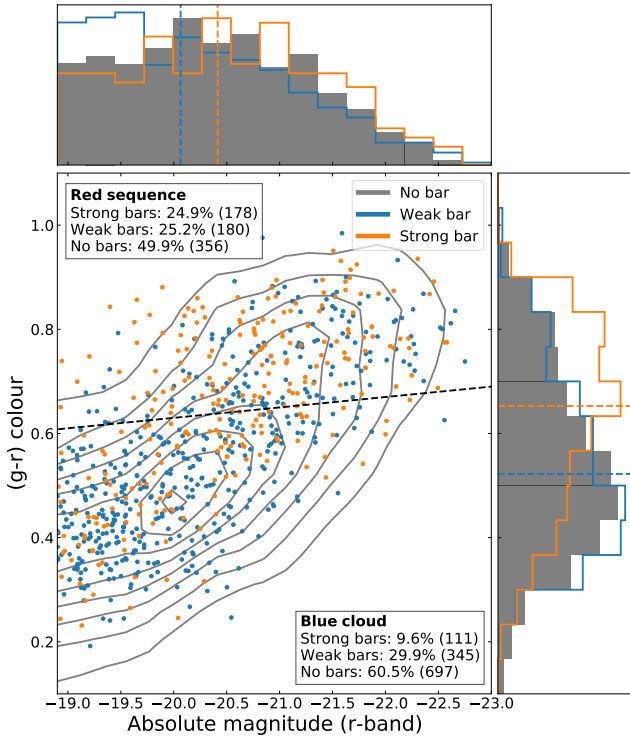 Red sequence
Strong bars: 24.9% (178)
Weak bars: 25.2% (180)
No bars: 49.9% (356)
No bar
Weak bar
Strong bar
1.0
0.8
0.6
0.4
0.2
(g-r) colour
Blue cloud
Strong bars: 9.6% (111)
Weak bars: 29.9% (345)
No bars: 60.5% (697)
−19.0 −19.5 −20.0 −20.5 −21.0 −21.5 −22.0 −22.5 −23.0
Absolute magnitude (r-band)